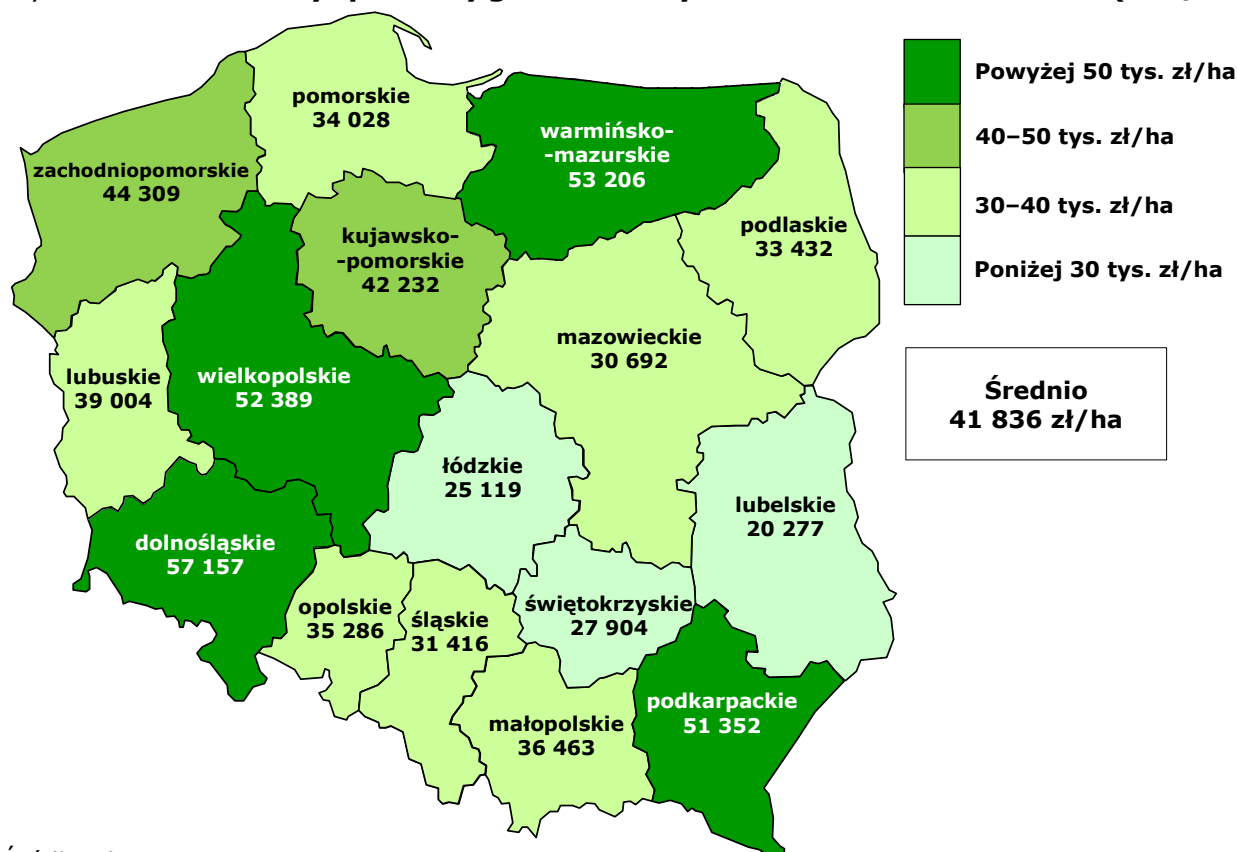 pomorskie
34 028
warmińsko-
-mazurskie
53 206
zachodniopomorskie
44 309
podlaskie
33 432
kujawsko-
-pomorskie
42 232
mazowieckie
30 692
lubuskie
39 004
wielkopolskie
52 389
łódzkie
25 119
lubelskie
20 277
dolnośląskie
57 157
opolskie
35 286
śląskie
31 416
świętokrzyskie
27 904
małopolskie
36 463
podkarpackie
51 352
Powyżej 50 tys. zł/ha
40–50 tys. zł/ha
30–40 tys. zł/ha
Poniżej 30 tys. zł/ha
Średnio
41 836 zł/ha